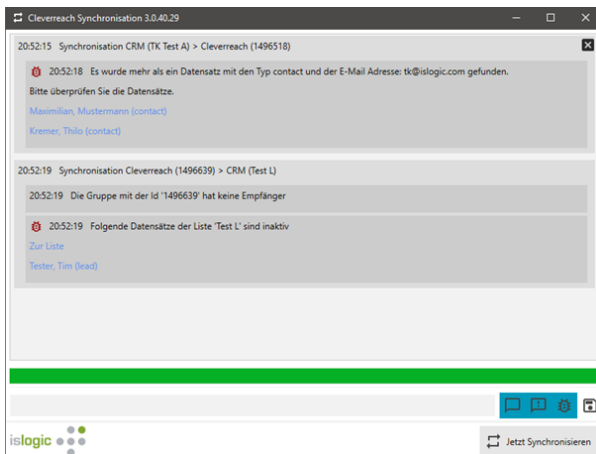 Cleverreach Synchronisation 3.0.40.29
20:52:15 Synchronisation CRM (TK Test A) > Cleverreach (1496518)
20:52:18 Es wurde mehr als ein Datensatz mit den Typ contact und der E-Mail Adresse: tk@islogic.com gefunden.
Bitte überprüfen Sie die Datensätze.
Maximilian, Mustermann (contact)
Kremer, Thilo (contact)
20:52:19 Synchronisation Cleverreach (1496639) > CRM (Test L)
20:52:19 Die Gruppe mit der Id '1496639' hat keine Empfänger
20:52:19 Folgende Datensätze der Liste 'Test L' sind inaktiv
Zur Liste
Tester, Tim (lead)
islogic
Jetzt Synchronisieren